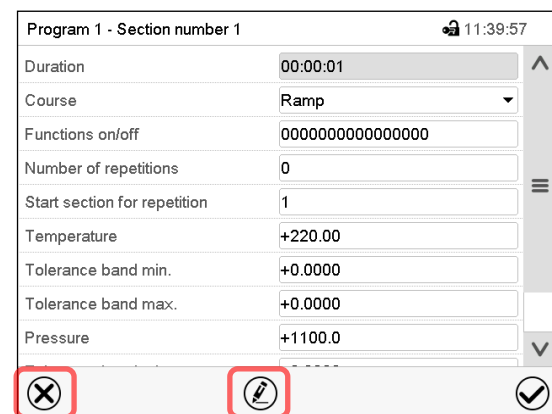 Program 1 - Section number 1 11:39:57
Duration 00:00:01
Course Ramp
Functions on/off 0000000000000000
Number of repetitions 0
Start section for repetition 1
Temperature +220.00
Tolerance band min. +0.0000
Tolerance band max. +0.0000
Pressure +1100.0